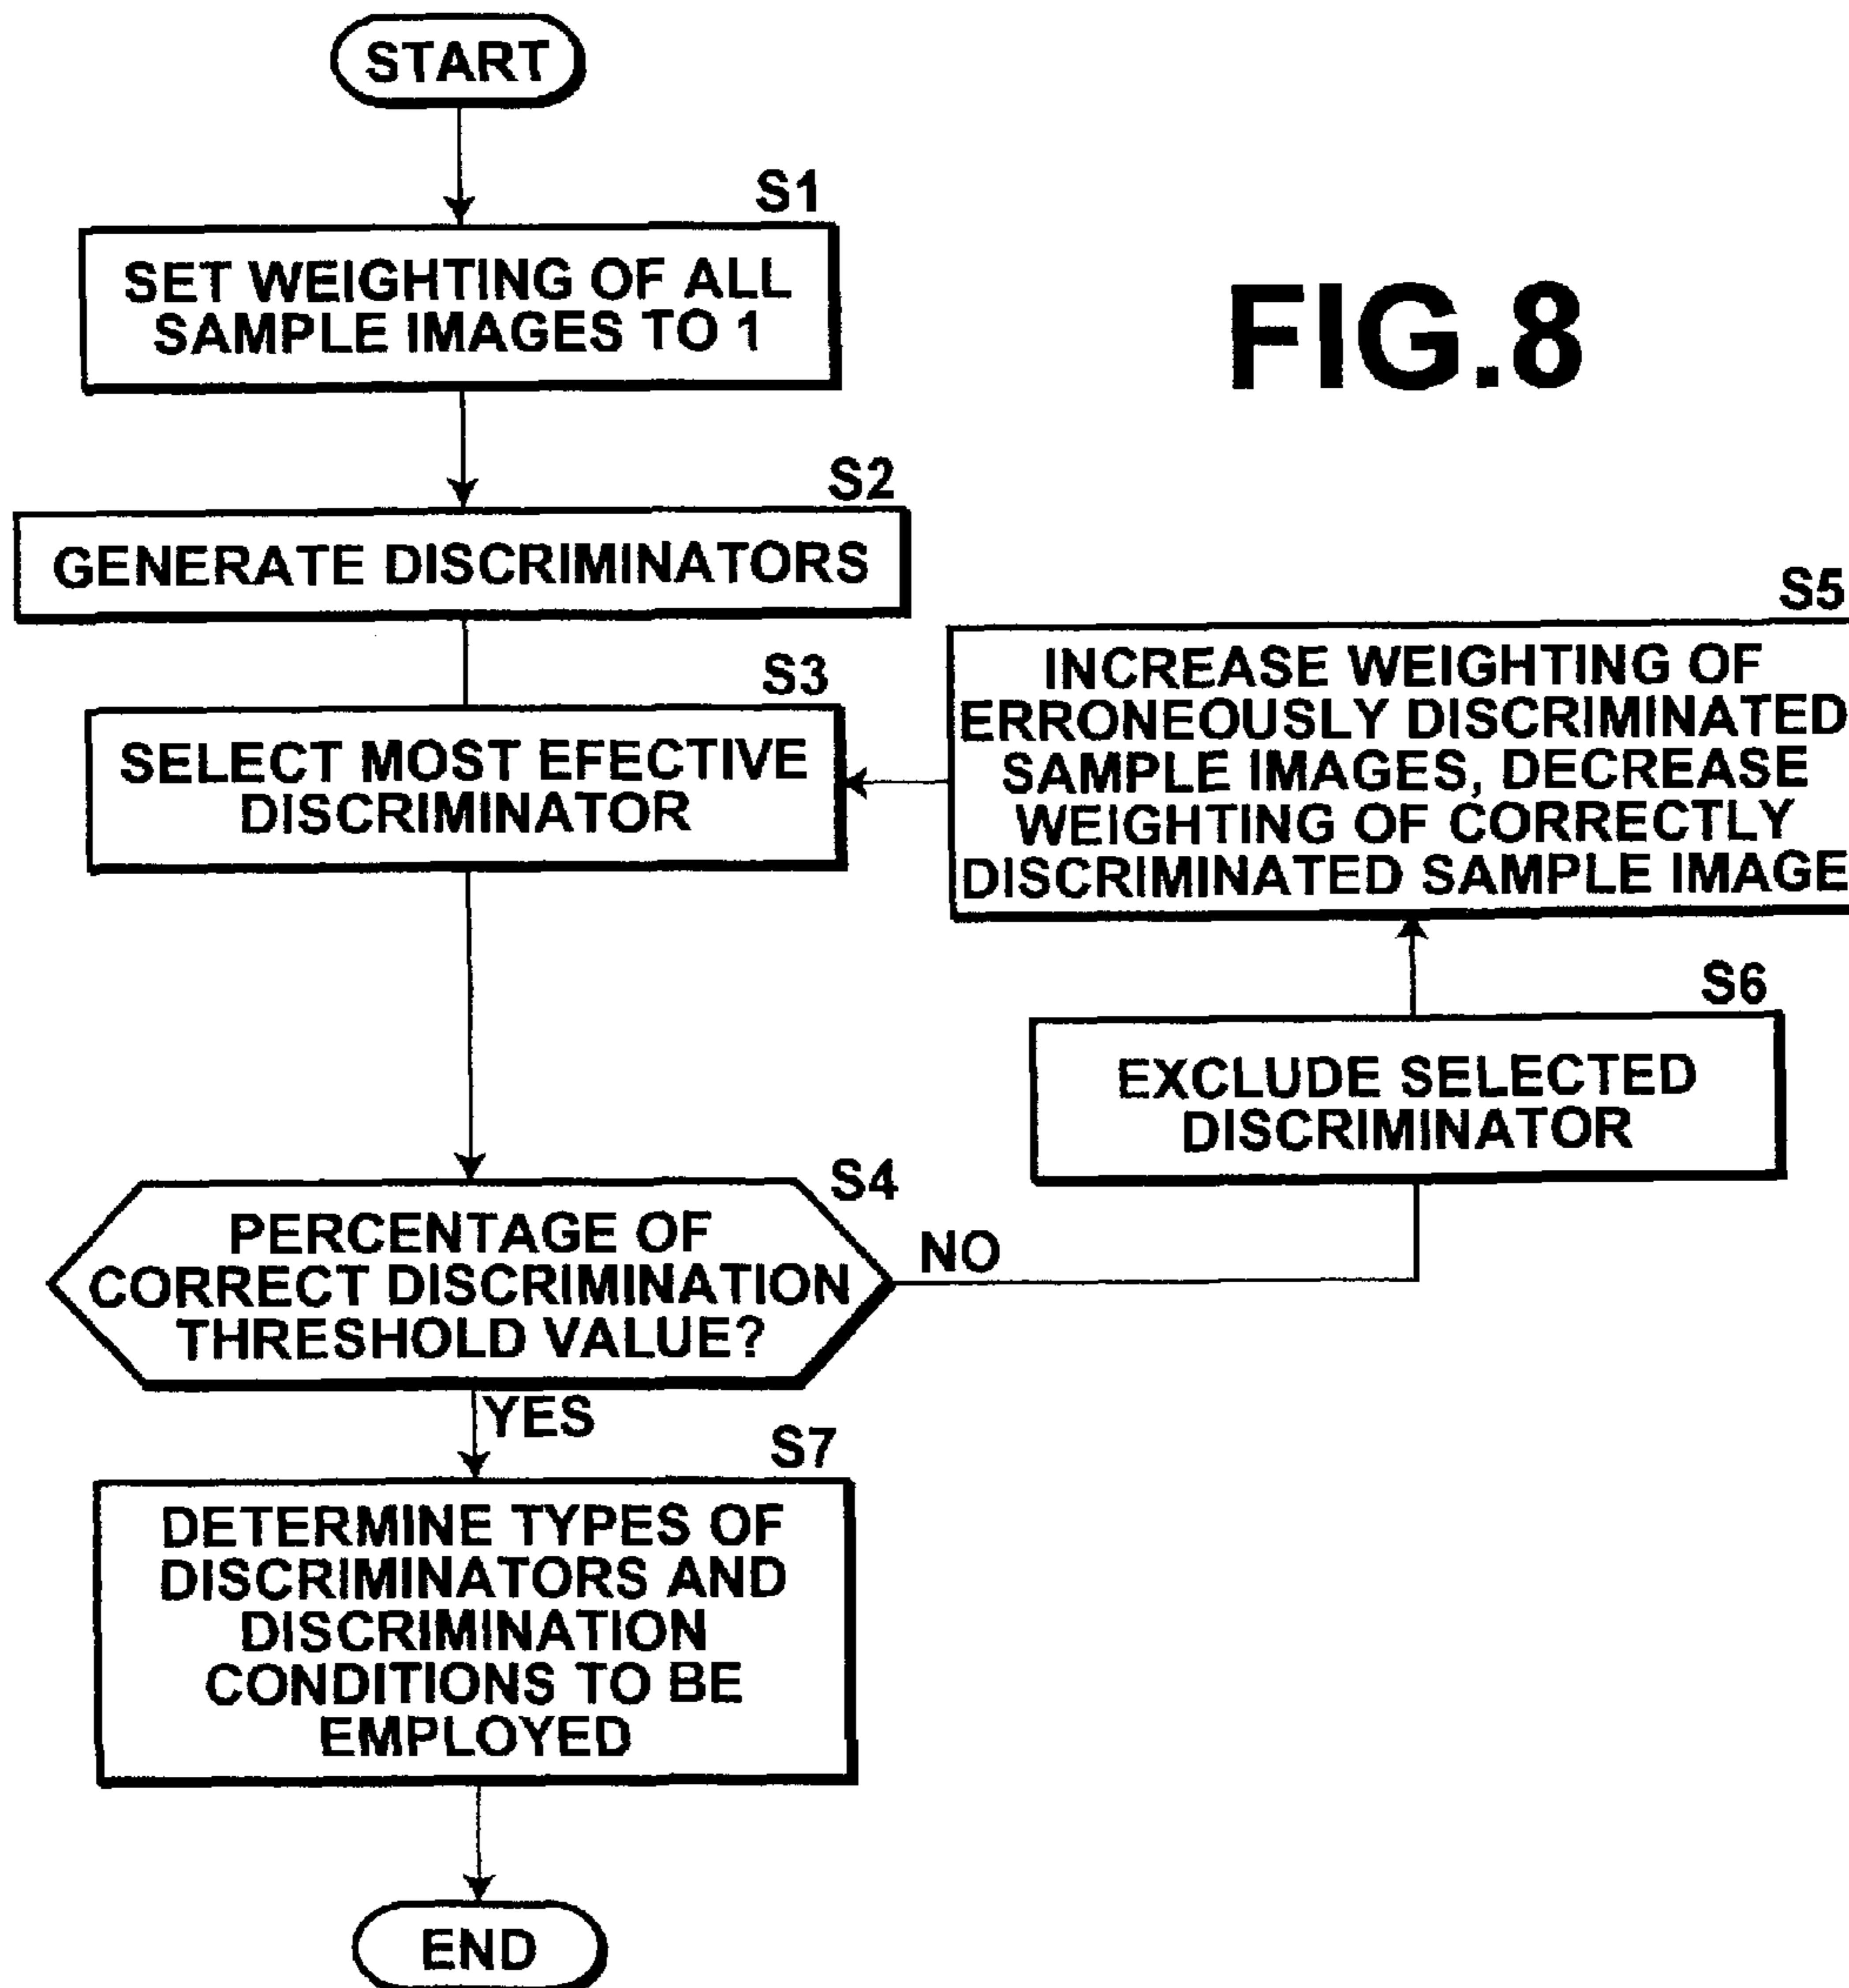 START
S1
SET WEIGHTING OF ALL
SAMPLE IMAGES TO 1
FIG.8
S2
GENERATE DISCRIMINATORS
S3
SELECT MOST EFECTIVE
DISCRIMINATOR
S5
INCREASE WEIGHTING OF
ERRONEOUSLY DISCRIMINATED
SAMPLE IMAGES, DECREASE
WEIGHTING OF CORRECTLY
DISCRIMINATED SAMPLE IMAGE
S6
EXCLUDE SELECTED
DISCRIMINATOR
S4
PERCENTAGE OF
CORRECT DISCRIMINATION
THRESHOLD VALUE?
NO
YES
S7
DETERMINE TYPES OF
DISCRIMINATORS AND
DISCRIMINATION
CONDITIONS TO BE
EMPLOYED
END